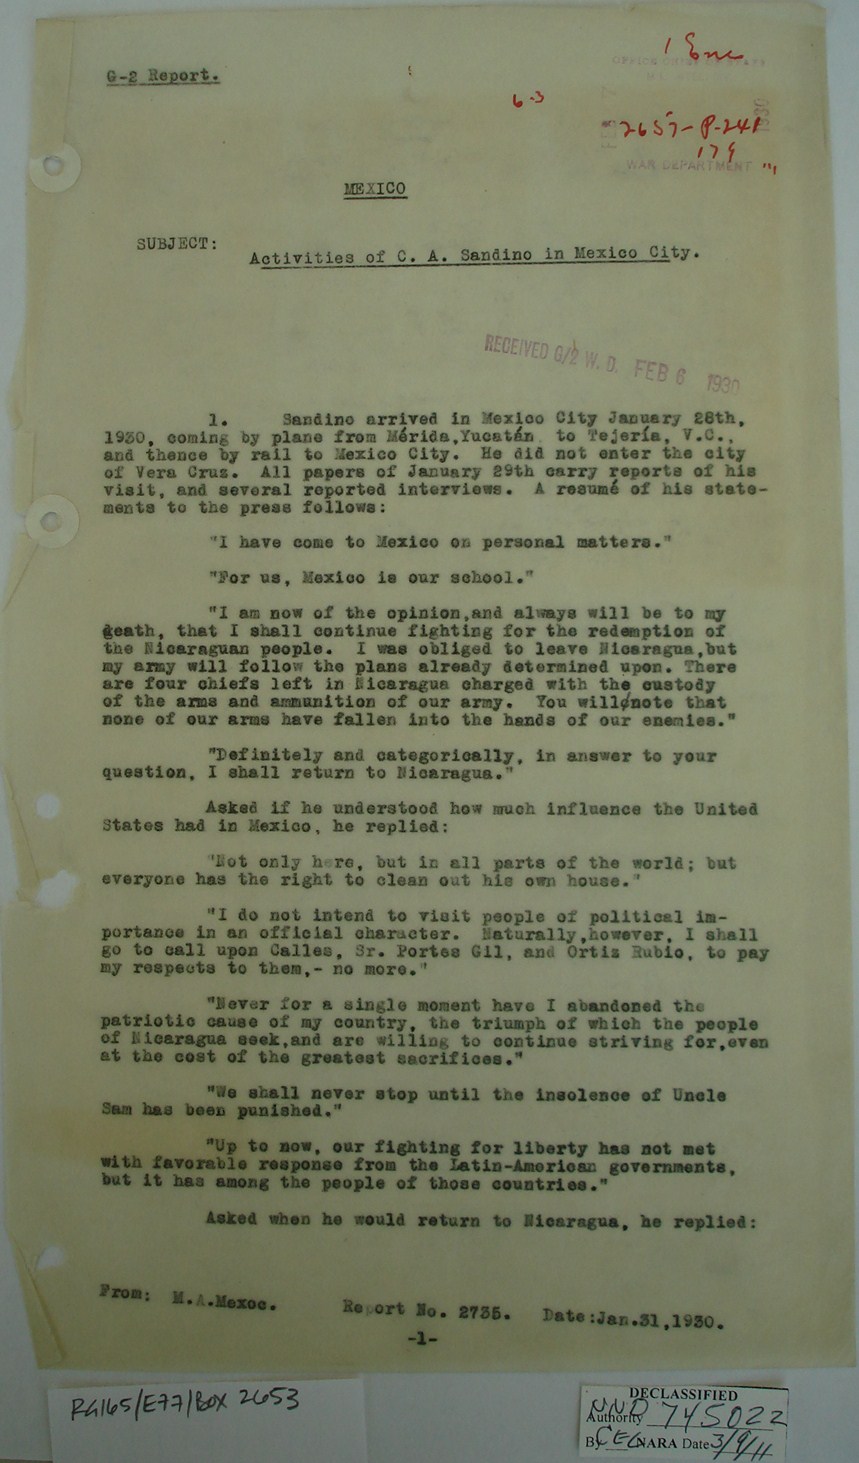 1 Enc
G-2 Report.
6-3
2657-P-241
179
WAR DEPARTMENT
MEXICO
SUBJECT:
Activities of C. A. Sandino in Mexico City.
RECEIVED G/2 W. D. FEB 6 1930
1. Sandino arrived in Mexico City January 28th,
1930, coming by plane from Mérida,Yucatán to Tejería, V.C.,
and thence by rail to Mexico City. He did not enter the city
of Vera Cruz. All papers of January 29th carry reports of his
visit, and several reported interviews. A resumé of his state-
ments to the press follows:
"I have come to Mexico on personal matters."
"For us, Mexico is our school."
"I am now of the opinion,and always will be to my
death, that I shall continue fighting for the redemption of
the Nicaraguan people. I was obliged to leave Nicaragua,but
my army will follow the plans already determined upon. There
are four chiefs left in Nicaragua charged with the custody
of the arms and ammunition of our army. You will note that
none of our arms have fallen into the hands of our enemies."
"Definitely and categorically, in answer to your
question, I shall return to Nicaragua."
Asked if he understood how much influence the United
States had in Mexico, he replied:
"Not only here, but in all parts of the world; but
everyone has the right to clean out his own house."
"I do not intend to visit people of political im-
portance in an official character. Naturally,however, I shall
go to call upon Calles, Sr. Portes Gil, and Ortiz Rubio, to pay
my respects to them,- no more."
"Never for a single moment have I abandoned the
patriotic cause of my country, the triumph of which the people
of Nicaragua seek,and are willing to continue striving for,even
at the cost of the greatest sacrifices."
"We shall never stop until the insolence of Uncle
Sam has been punished."
"Up to now, our fighting for liberty has not met
with favorable response from the Latin-American governments,
but it has among the people of those countries."
Asked when he would return to Nicaragua, he replied:
From: M.A.Mexoc. Report No. 2735. Date:Jan.31,1930.
-1-
RG165/E77/BOX 2653
DECLASSIFIED
Authority NND 745022
By CEG NARA Date 3/9/11